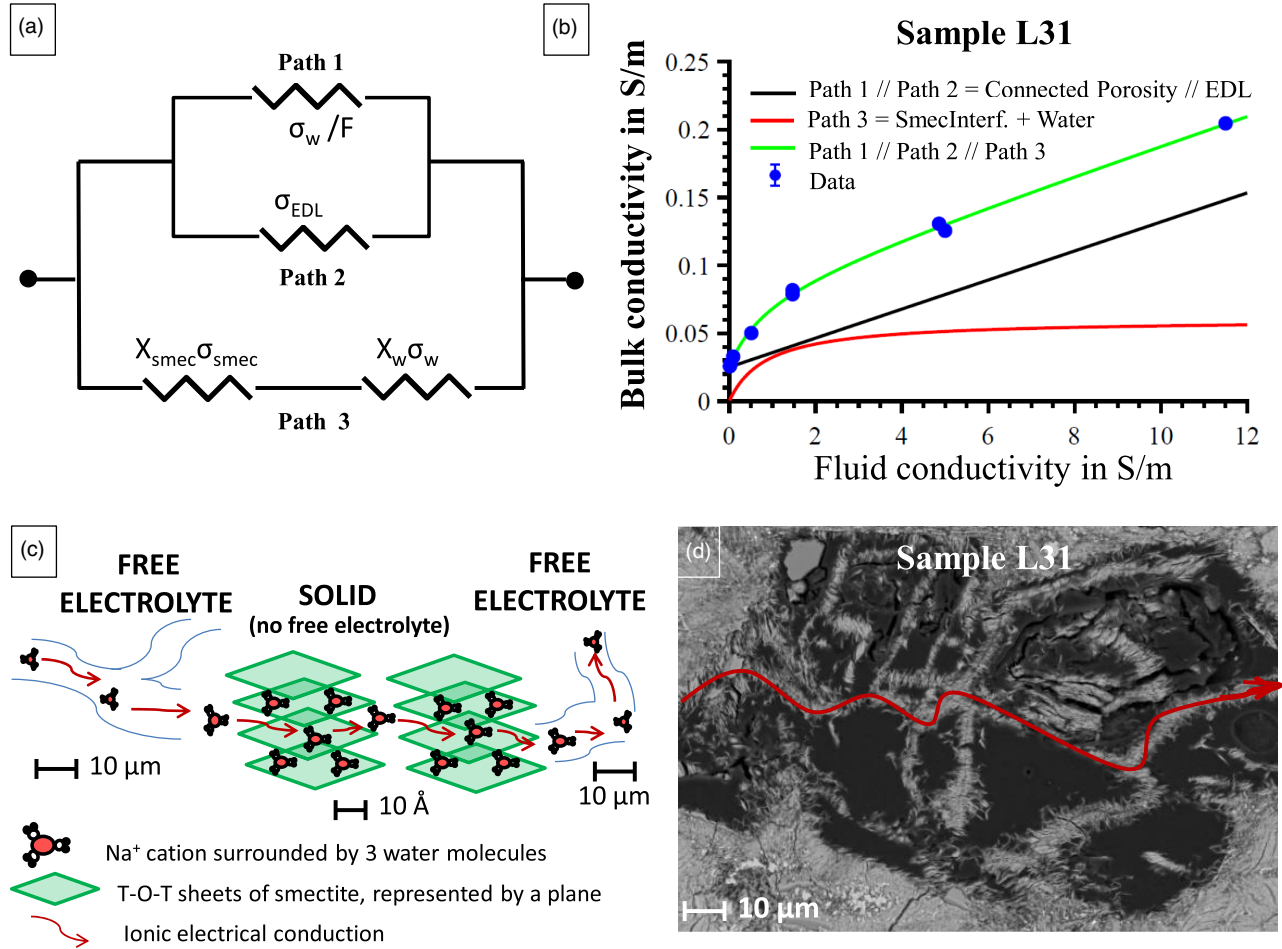 (a)
Path 1
σw /F
σEDL
Path 2
Xsmecσsmec
Xwσw
Path 3
(b)
Sample L31
Bulk conductivity in S/m
0.25
0.2
0.15
0.1
0.05
0
Path 1 // Path 2 = Connected Porosity // EDL
Path 3 = SmecInterf. + Water
Path 1 // Path 2 // Path 3
Data
0 2 4 6 8 10 12
Fluid conductivity in S/m
(c)
FREE
ELECTROLYTE
SOLID
(no free electrolyte)
FREE
ELECTROLYTE
10 µm
10 Å
10 µm
Na+ cation surrounded by 3 water molecules
T-O-T sheets of smectite, represented by a plane
Ionic electrical conduction
(d)
Sample L31
10 µm